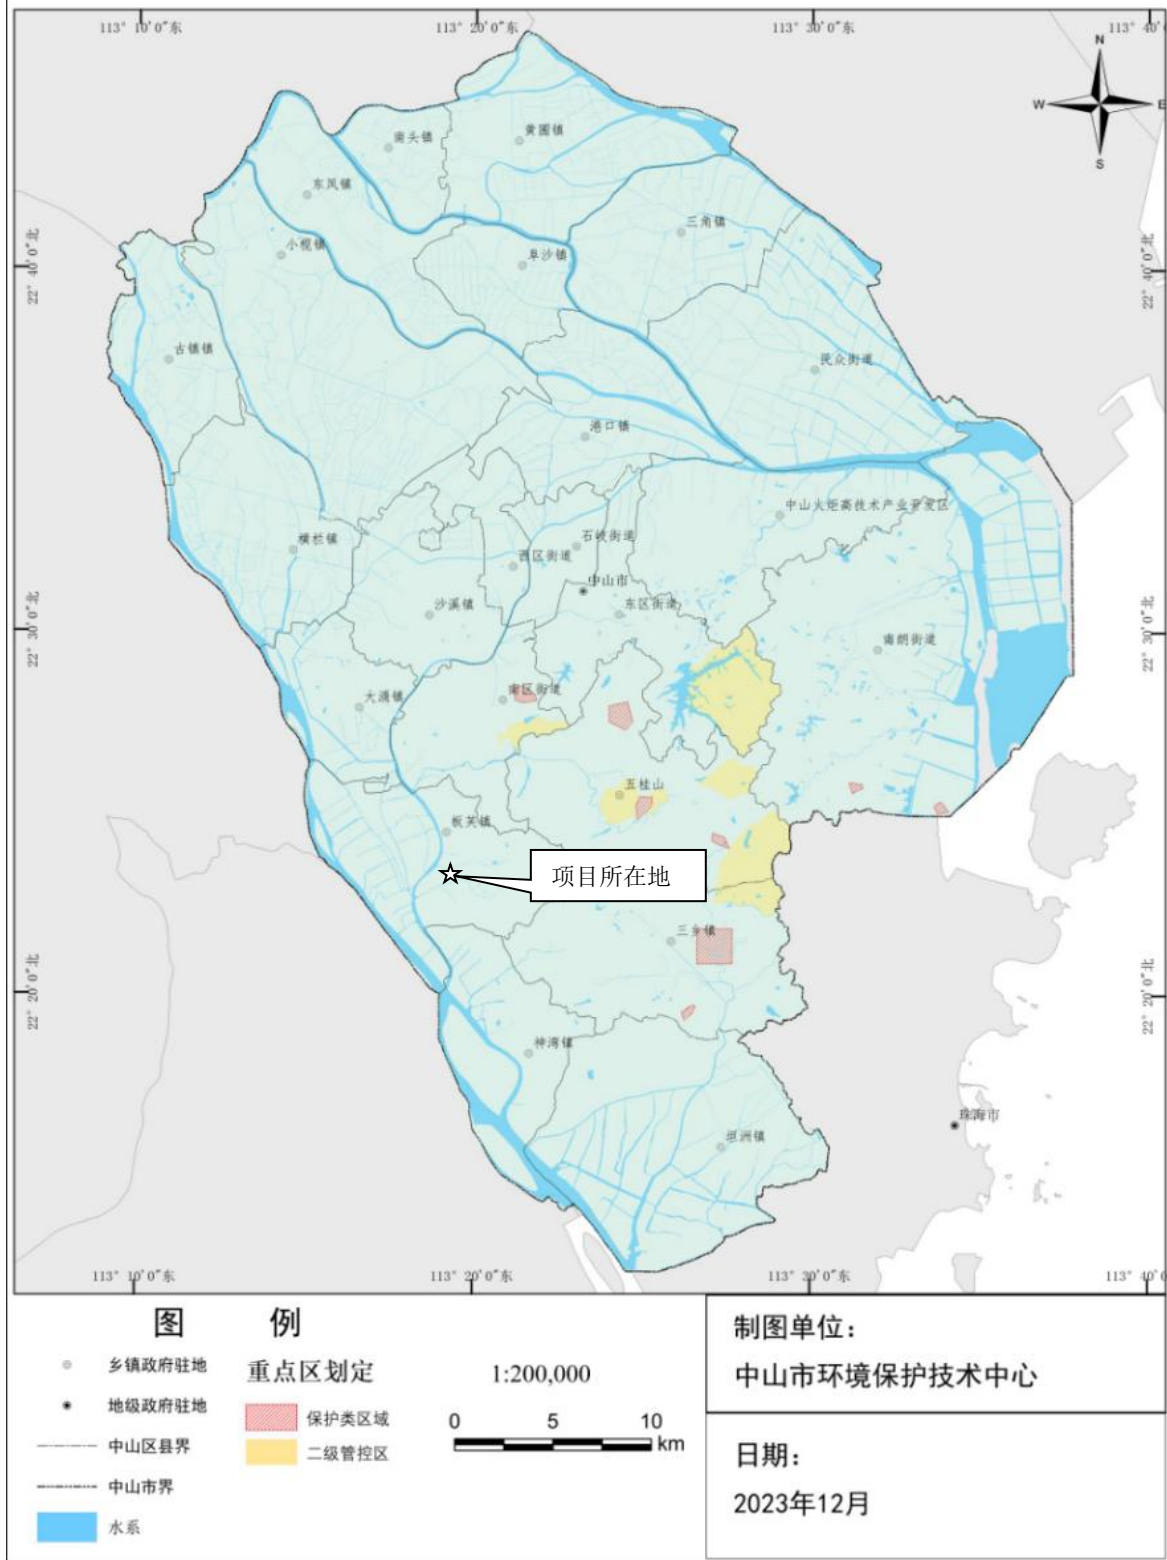 113° 10′0″东
113° 20′0″东
113° 30′0″东
113° 40′0
N
W
E
S
南头镇
黄圃镇
东凤镇
三角镇
小榄镇
阜沙镇
22° 40′0″北
22° 40′0″北
古镇镇
民众街道
港口镇
中山火炬高技术产业开发区
横栏镇
石岐街道
西区街道
中山市
沙溪镇
东区街道
22° 30′0″北
22° 30′0″北
南朗街道
大涌镇
南区街道
五桂山
板芙镇
项目所在地
三乡镇
22° 20′0″北
22° 20′0″北
神湾镇
珠海市
坦洲镇
113° 10′0″东
113° 20′0″东
113° 30′0″东
113° 40′0
图 例
乡镇政府驻地
地级政府驻地
中山区县界
中山市界
水系
重点区划定
保护类区域
二级管控区
1:200,000
0 5 10
km
制图单位：
中山市环境保护技术中心
日期：
2023年12月